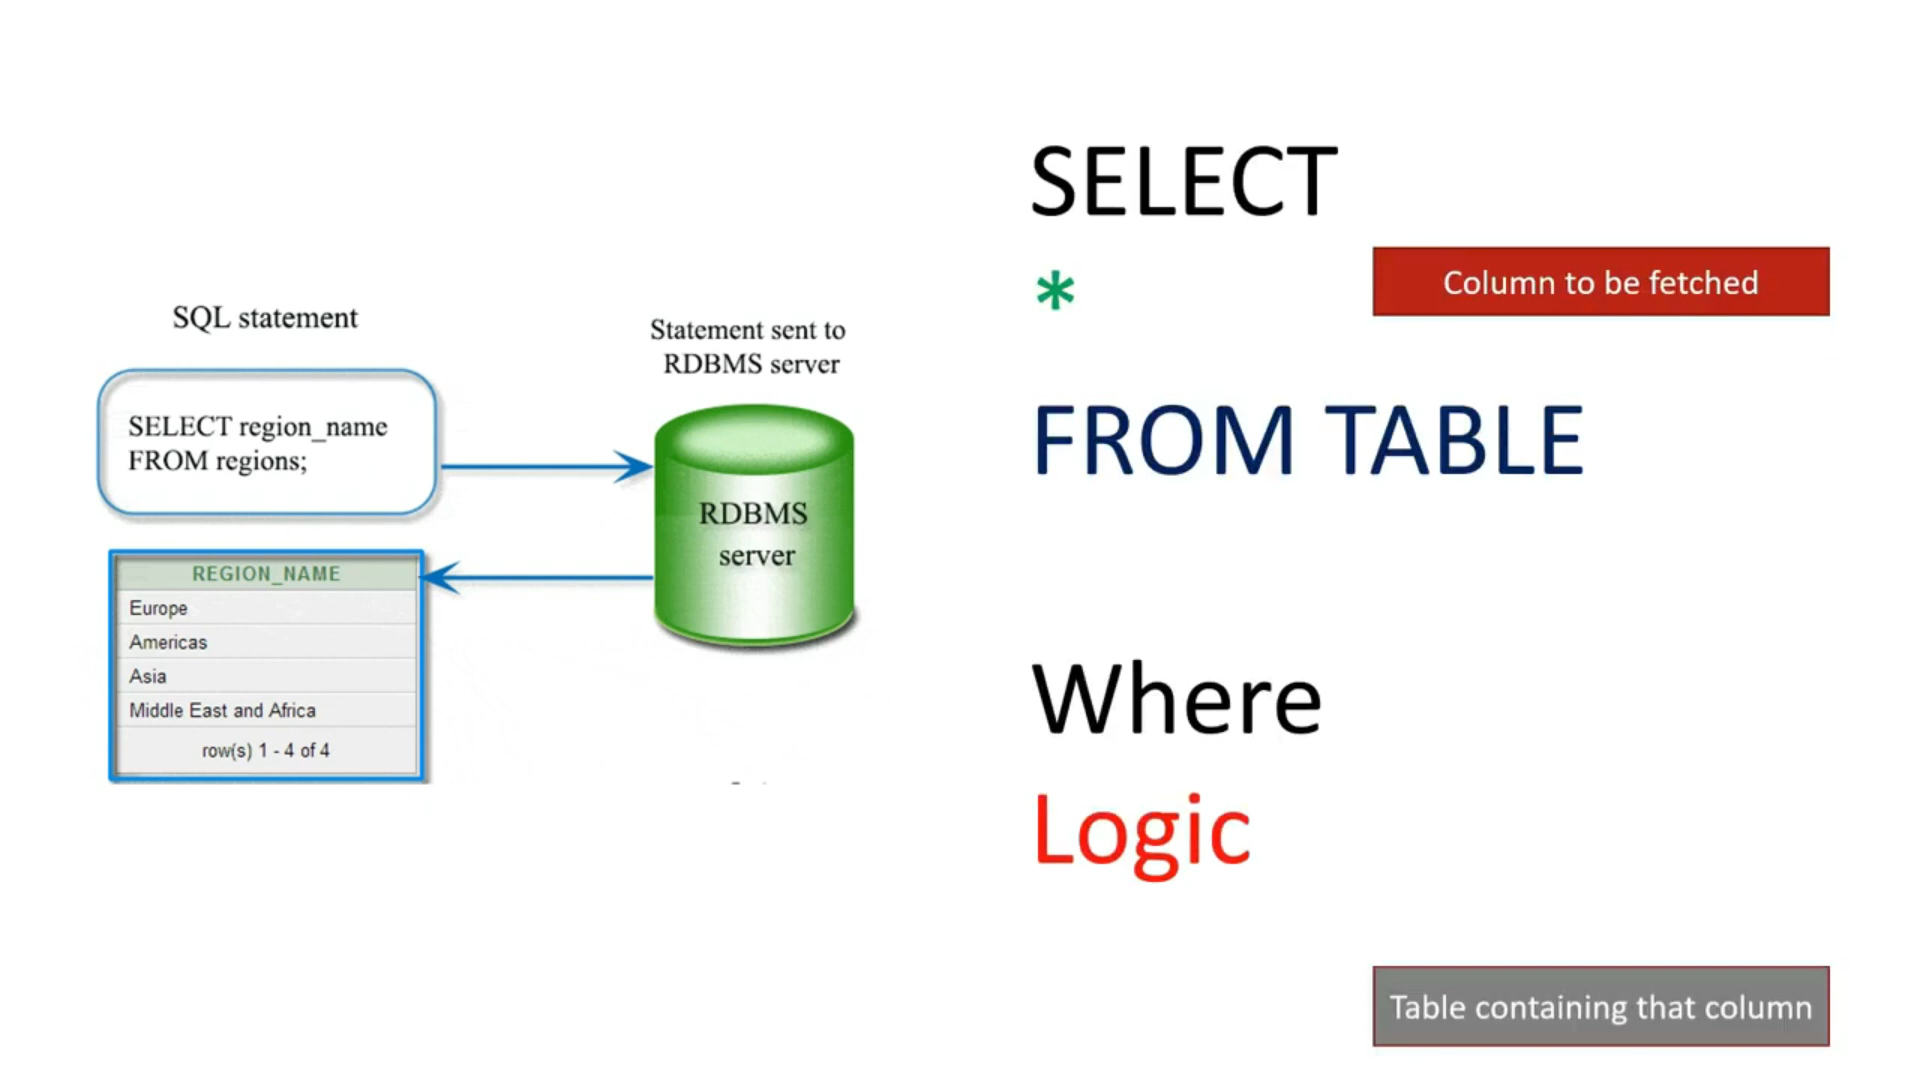 SQL statement
SELECT region_name
FROM regions;
Statement sent to
RDBMS server
RDBMS
server
REGION_NAME
Europe
Americas
Asia
Middle East and Africa
row(s) 1 - 4 of 4
SELECT
*
Column to be fetched
FROM TABLE
Where
Logic
Table containing that column